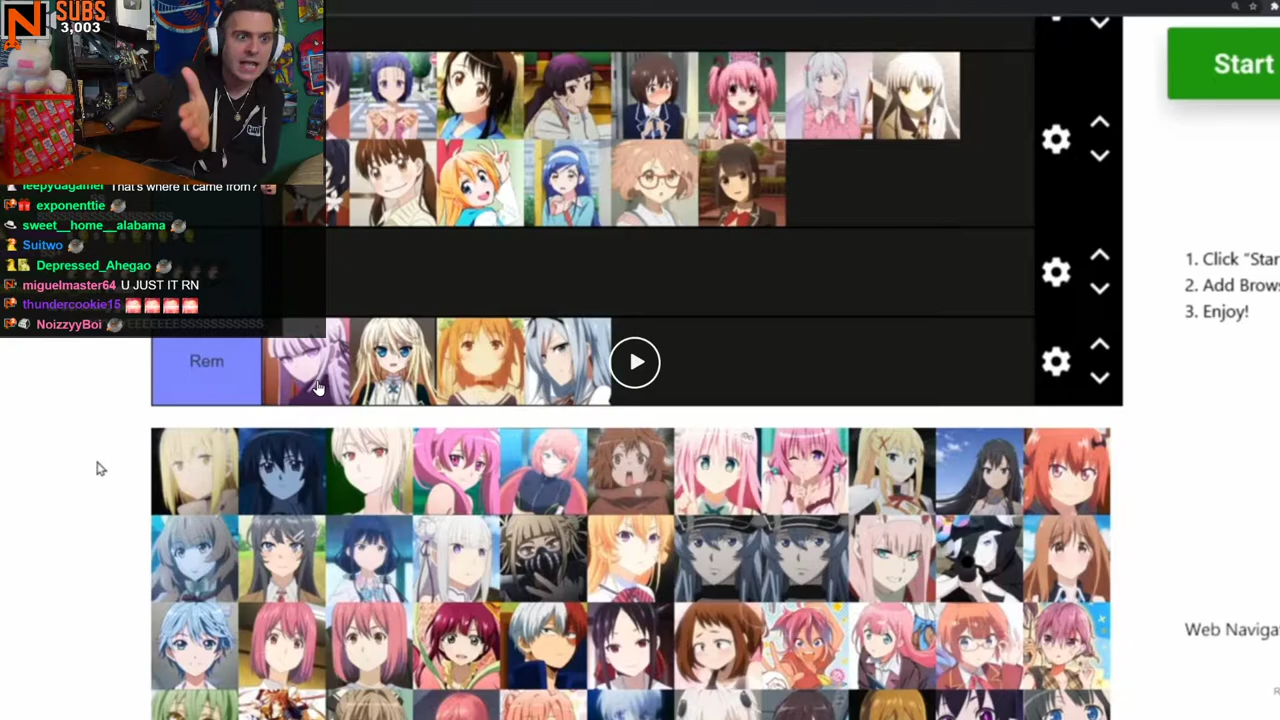 SUBS
3,003
leepydagamer That's where it came from?
exponenttie
sweet__home__alabama
Suitwo
Depressed_Ahegao
miguelmaster64 U JUST IT RN
thundercookie15
NoizzyyBoi
Rem
Start
1. Click "Star
2. Add Brows
3. Enjoy!
Web Naviga